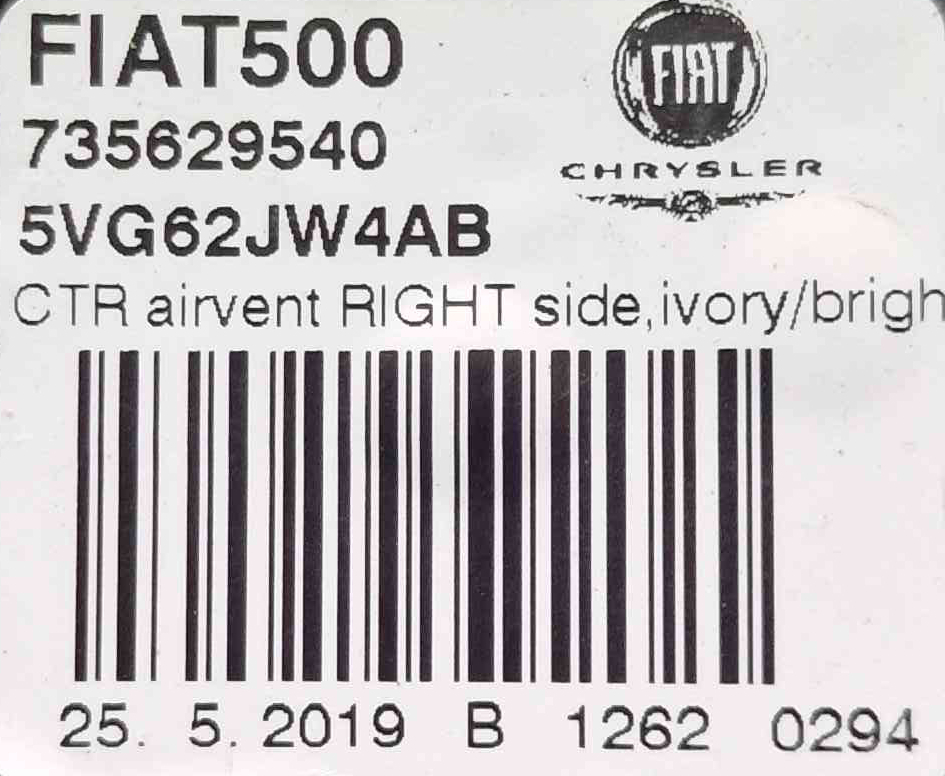 FIAT500
FIAT
735629540
CHRYSLER
5VG62JW4AB
CTR airvent RIGHT side,ivory/brigh
25. 5. 2019 B 1262 0294